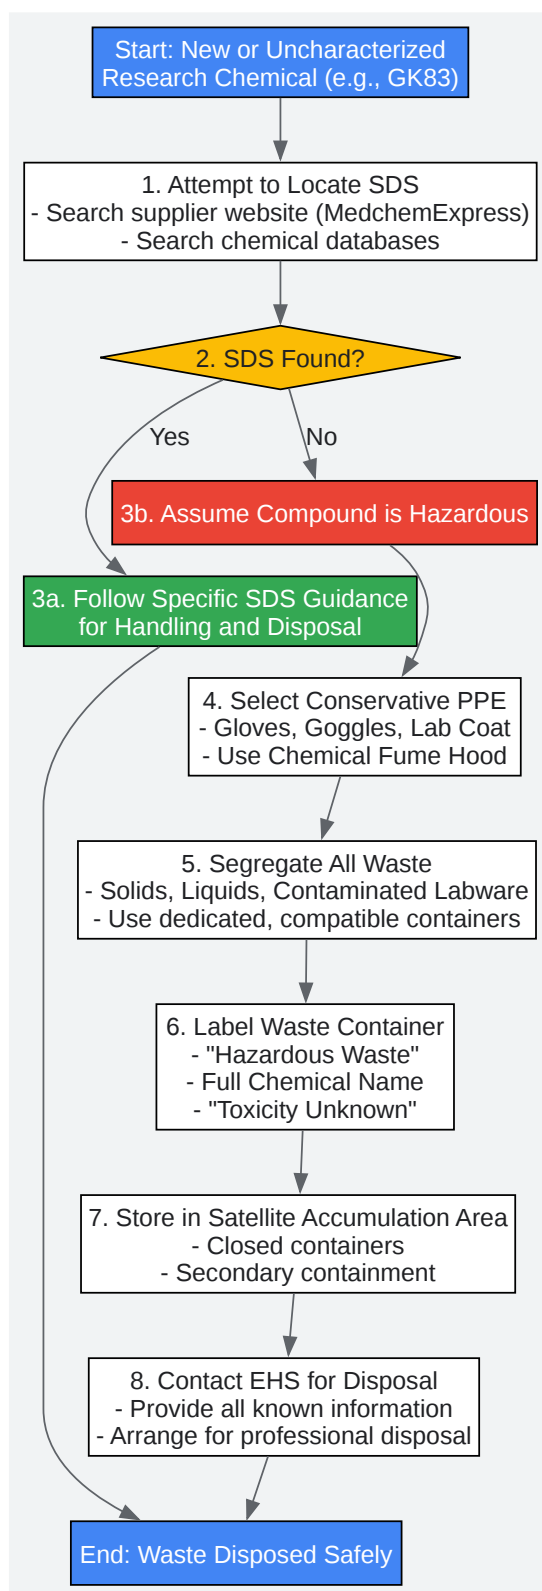 Start: New or Uncharacterized
Research Chemical (e.g., GK83)
1. Attempt to Locate SDS
- Search supplier website (MedchemExpress)
- Search chemical databases
2. SDS Found?
Yes
No
3b. Assume Compound is Hazardous
3a. Follow Specific SDS Guidance
for Handling and Disposal
4. Select Conservative PPE
- Gloves, Goggles, Lab Coat
- Use Chemical Fume Hood
5. Segregate All Waste
- Solids, Liquids, Contaminated Labware
- Use dedicated, compatible containers
6. Label Waste Container
- "Hazardous Waste"
- Full Chemical Name
- "Toxicity Unknown"
7. Store in Satellite Accumulation Area
- Closed containers
- Secondary containment
8. Contact EHS for Disposal
- Provide all known information
- Arrange for professional disposal
End: Waste Disposed Safely